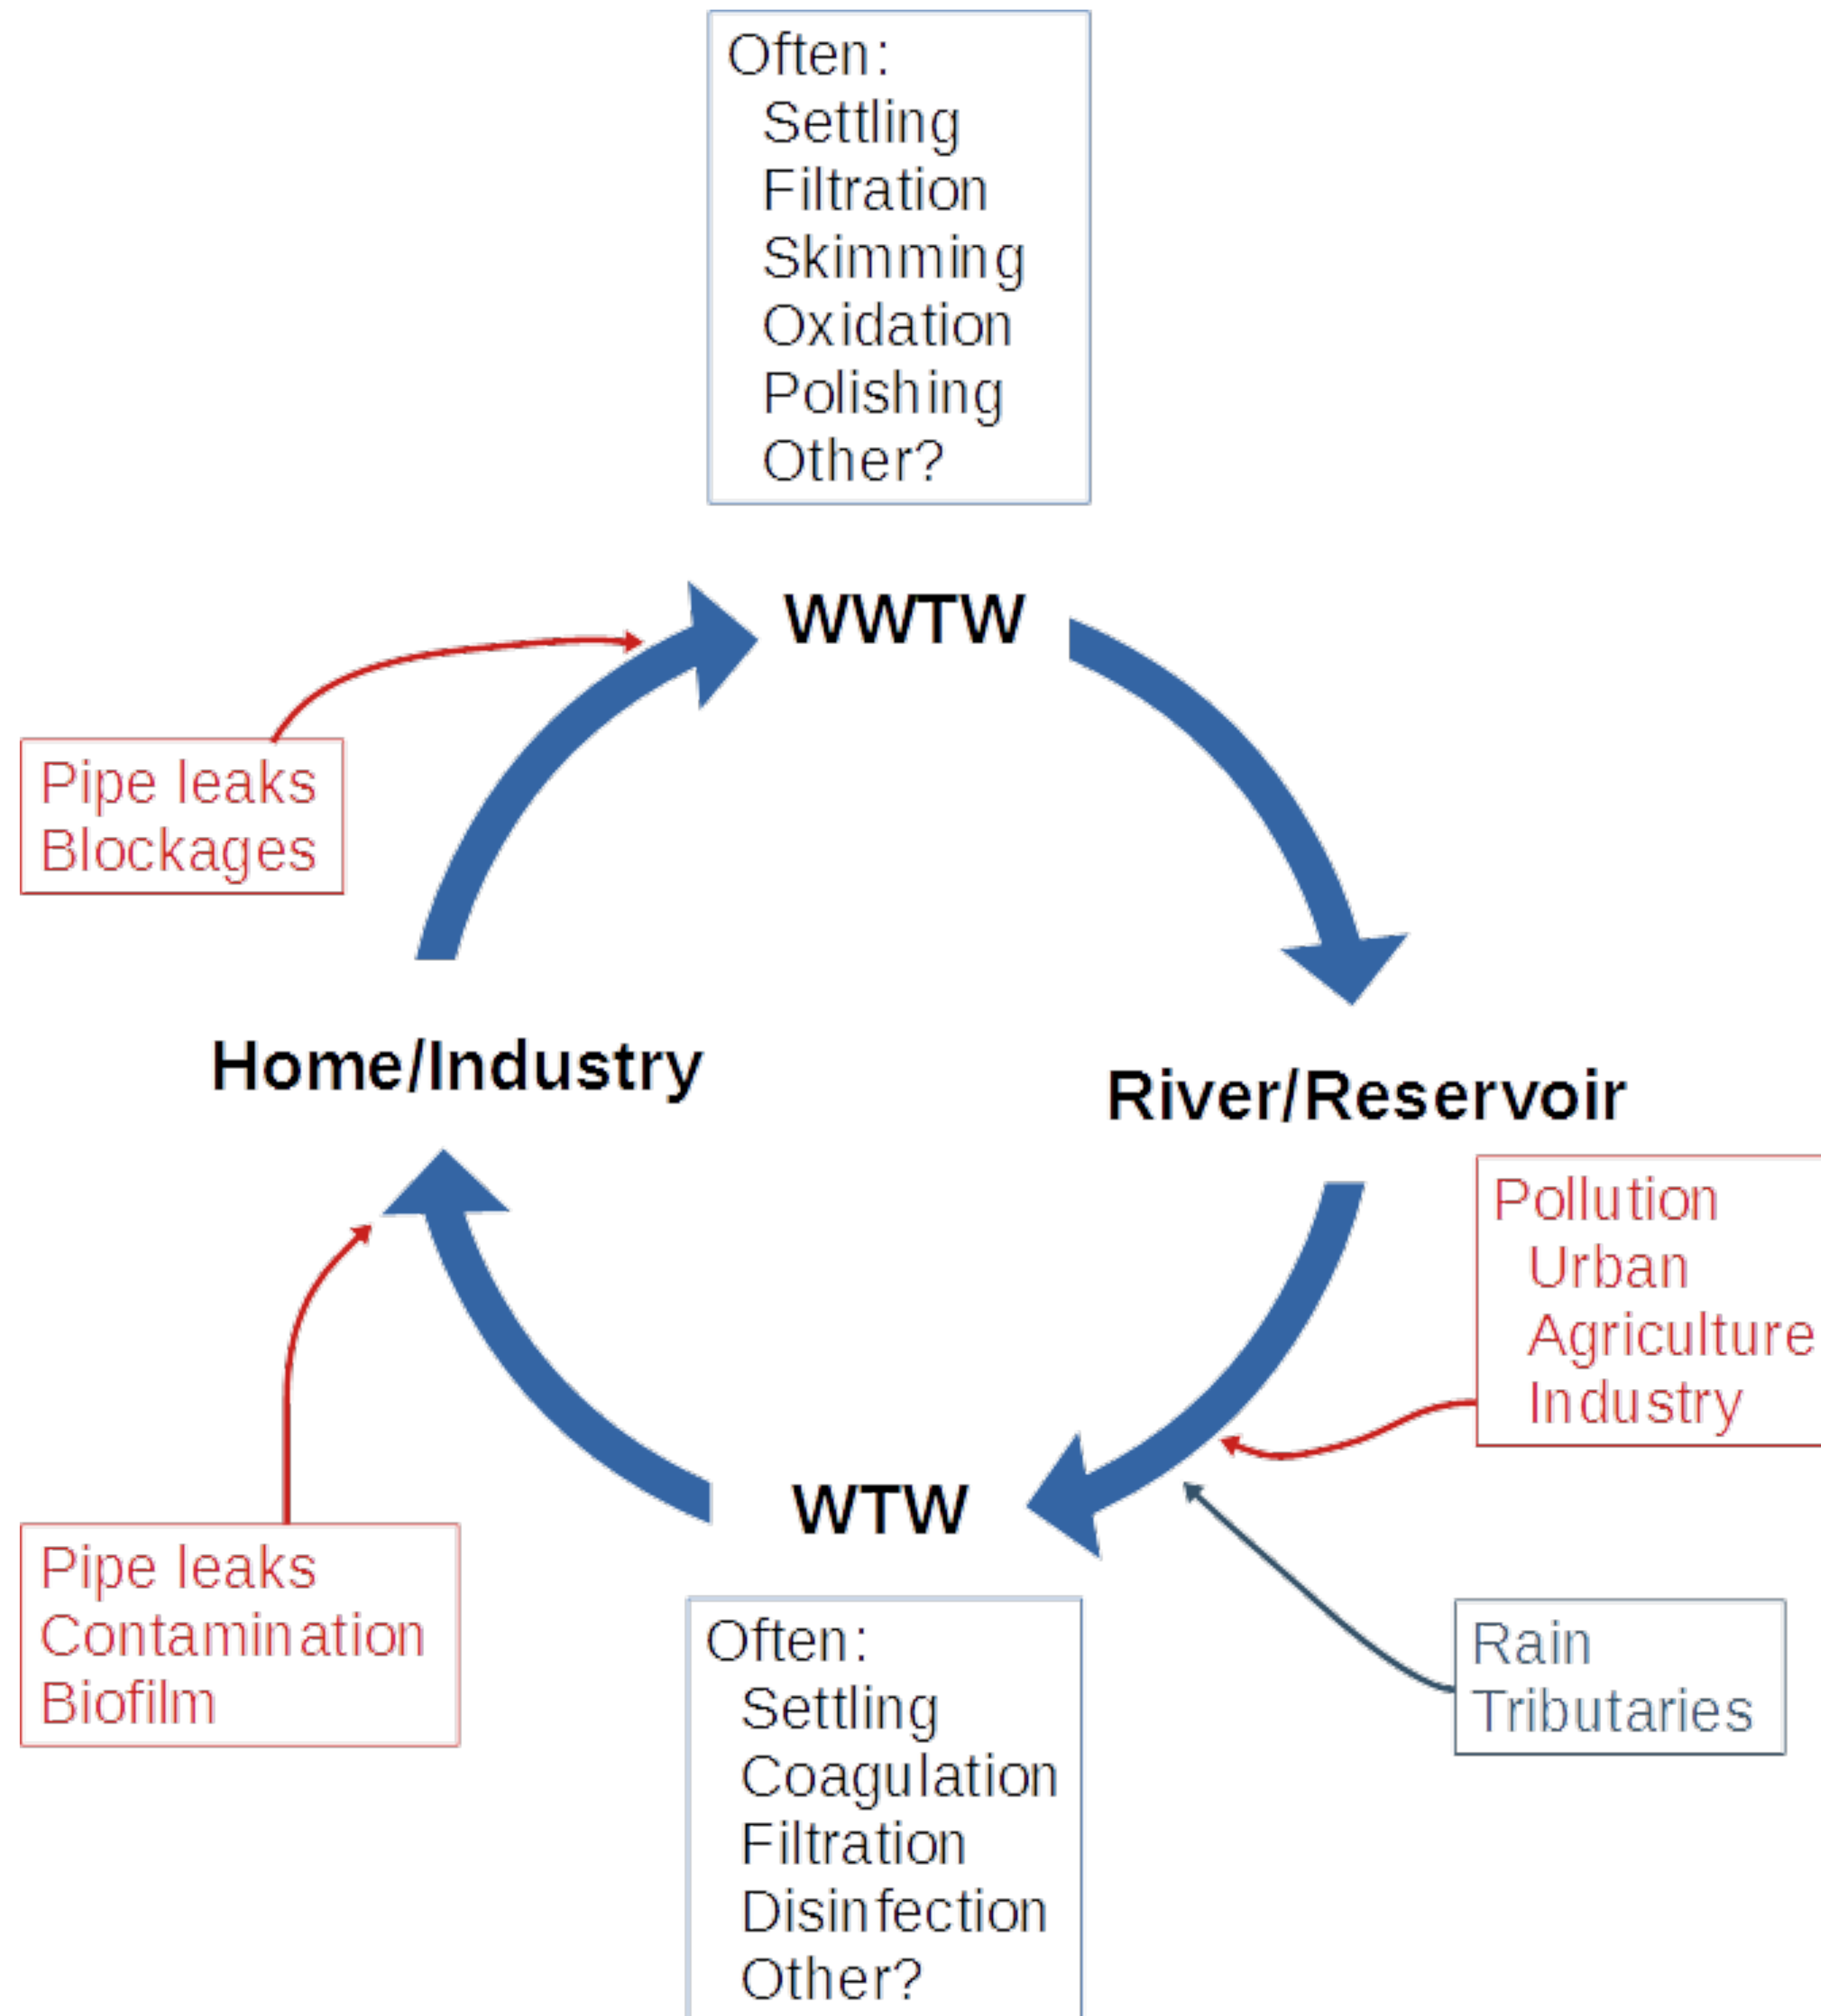 Often:
Settling
Filtration
Skimming
Oxidation
Polishing
Other?
WWTW
Pipe leaks
Blockages
Home/Industry
River/Reservoir
Pollution
Urban
Agriculture
Industry
WTW
Pipe leaks
Contamination
Biofilm
Often:
Settling
Coagulation
Filtration
Disinfection
Other?
Rain
Tributaries